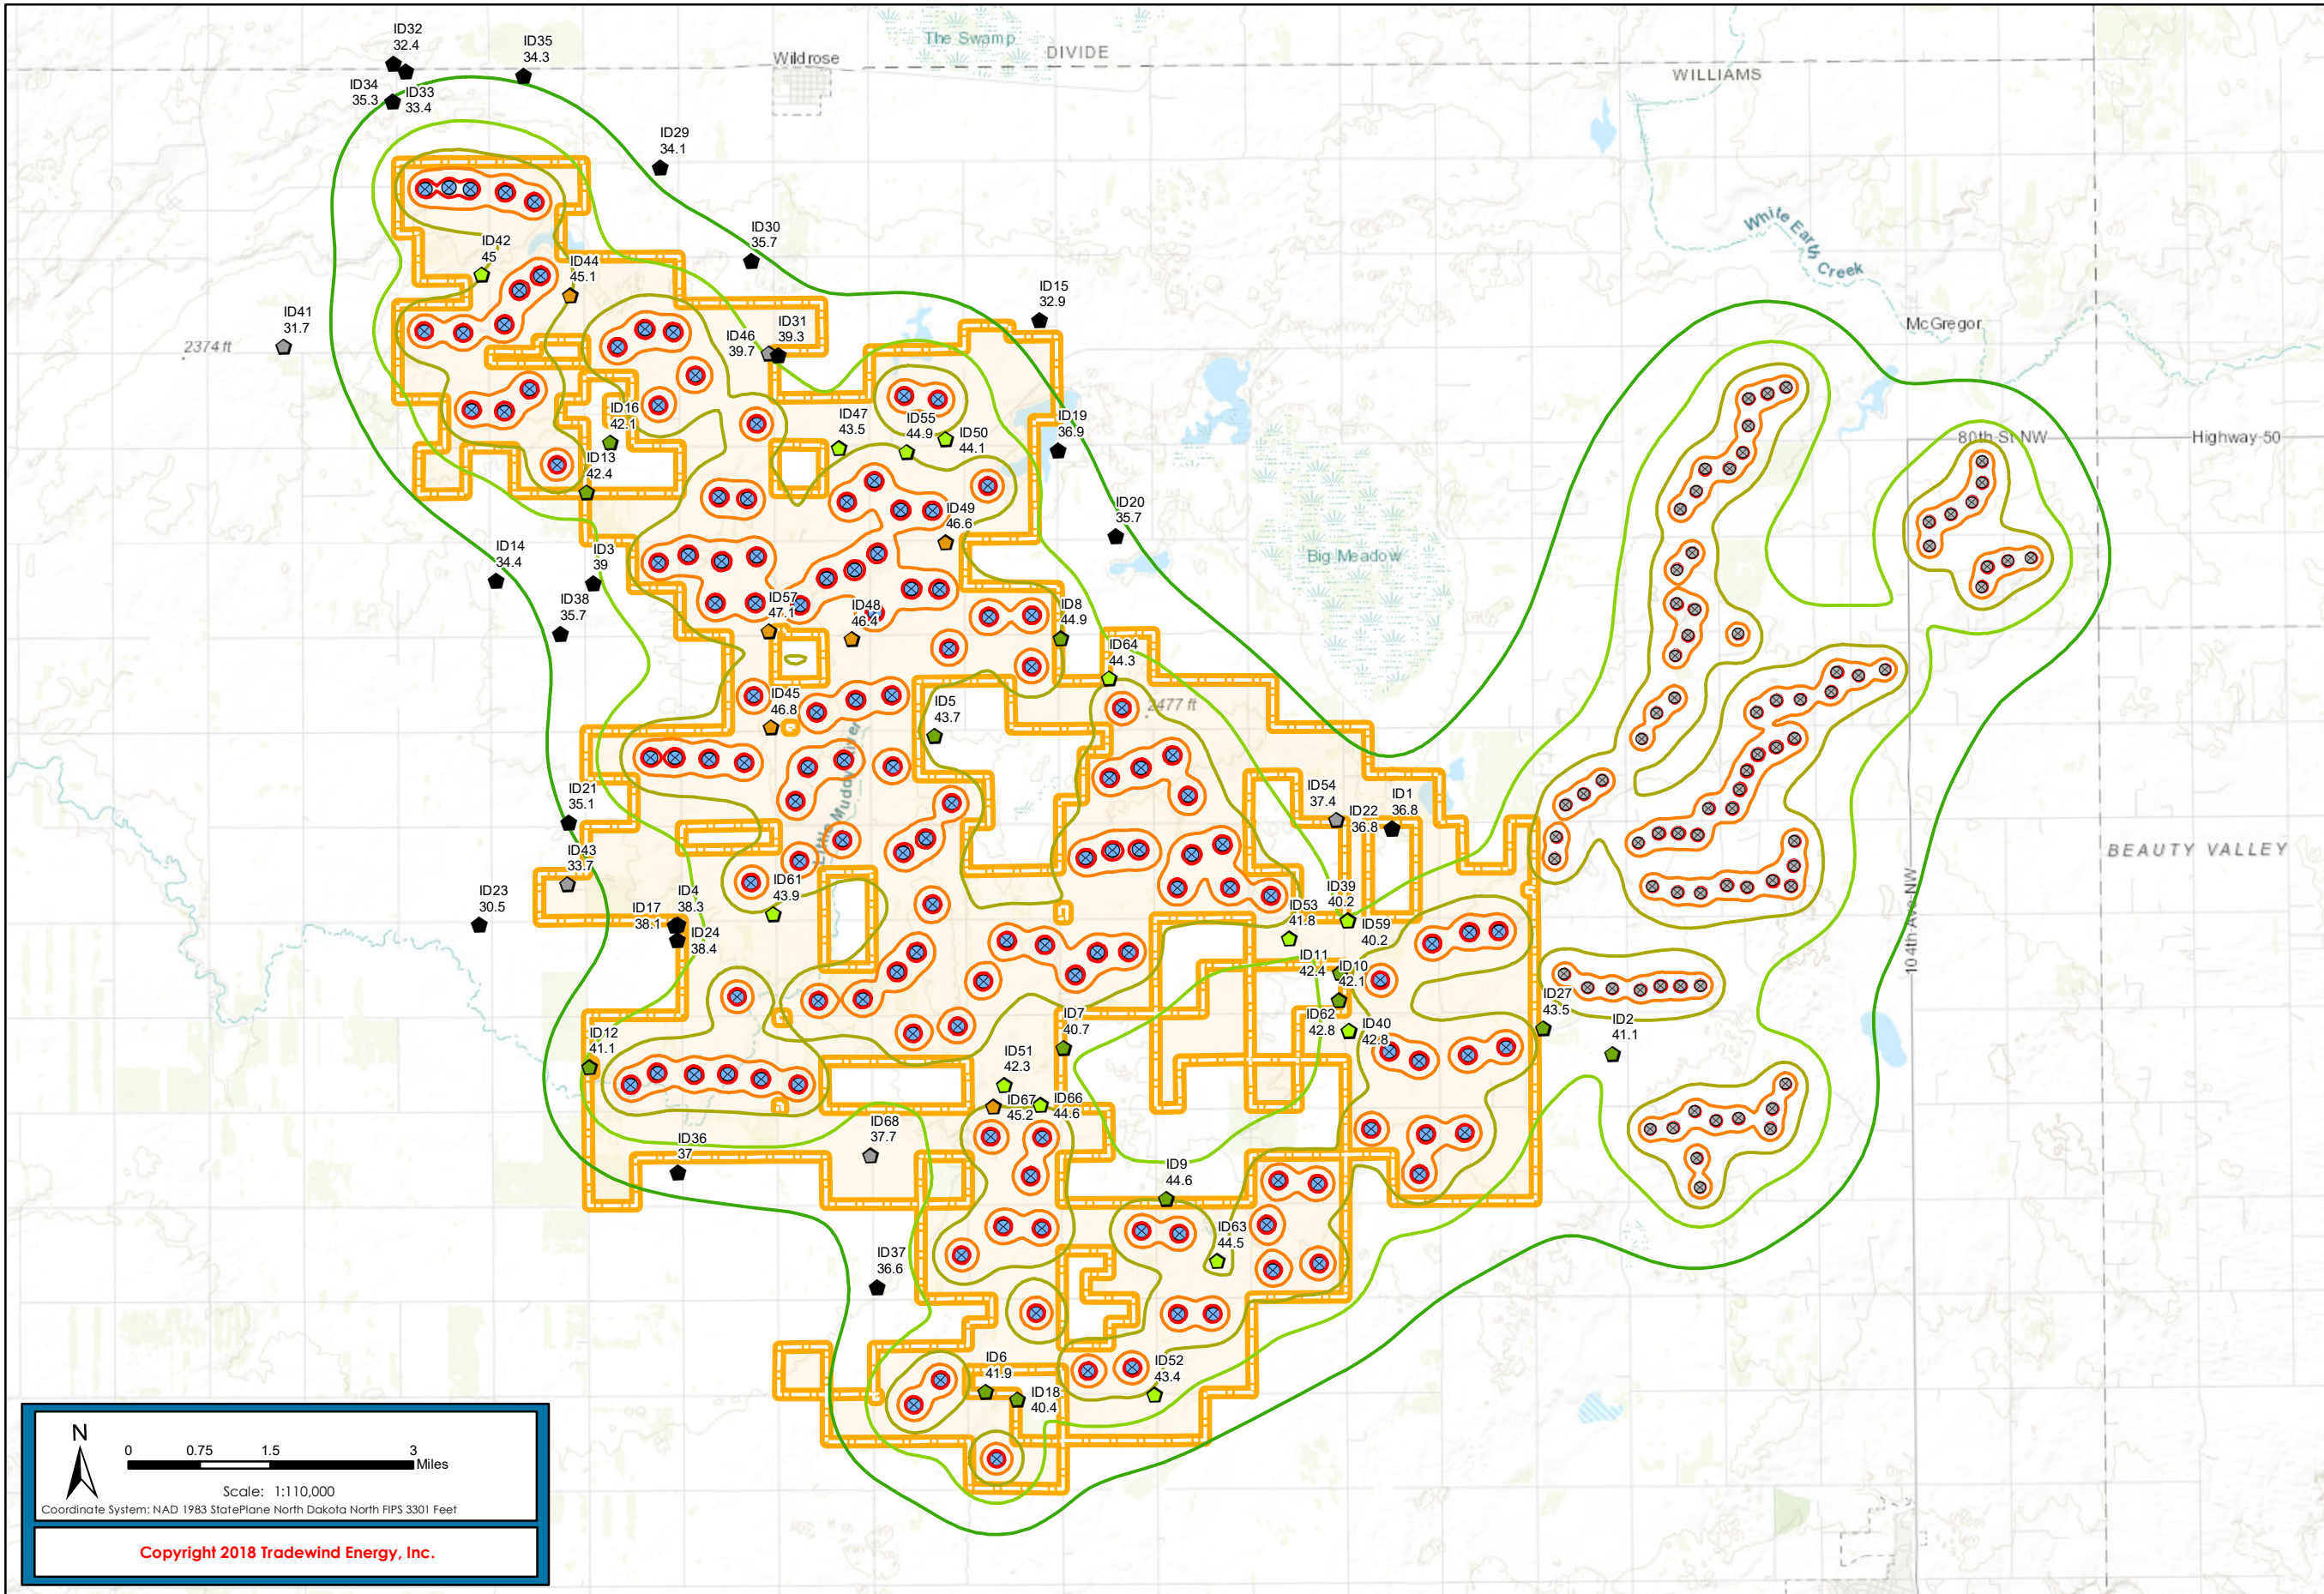 ID32
32.4
ID35
34.3
Wildrose
The Swamp
DIVIDE
WILLIAMS
ID34
35.3
ID33
33.4
ID29
34.1
White Earth
Creek
ID42
45
ID44
45.1
ID30
35.7
ID15
32.9
ID41
31.7
2374 ft
ID46
39.7
ID31
39.3
McGregor
ID16
42.1
ID47
43.5
ID55
44.9
ID50
44.1
ID19
36.9
80th-St-NW
Highway-50
ID13
42.4
ID49
46.6
ID20
35.7
ID14
34.4
ID3
39
Big Meadow
ID38
35.7
ID57
47.1
ID48
46.4
ID8
44.9
ID64
44.3
ID45
46.8
ID5
43.7
2477 ft
Little Muddy River
ID21
35.1
ID54
37.4
ID22
36.8
ID1
36.8
ID43
33.7
BEAUTY VALLEY
ID23
30.5
ID17
38.1
ID4
38.3
ID24
38.4
ID61
43.9
ID39
40.2
ID53
41.8
ID59
40.2
104th-Ave-NW
ID11
42.4
ID10
42.1
ID12
41.1
ID7
40.7
ID62
42.8
ID40
42.8
ID27
43.5
ID2
41.1
ID51
42.3
ID67
45.2
ID66
44.6
ID36
37
ID68
37.7
ID9
44.6
ID63
44.5
ID37
36.6
ID6
41.9
ID18
40.4
ID52
43.4
N
0 0.75 1.5 3
Miles
Scale: 1:110,000
Coordinate System: NAD 1983 StatePlane North Dakota North FIPS 3301 Feet
Copyright 2018 Tradewind Energy, Inc.